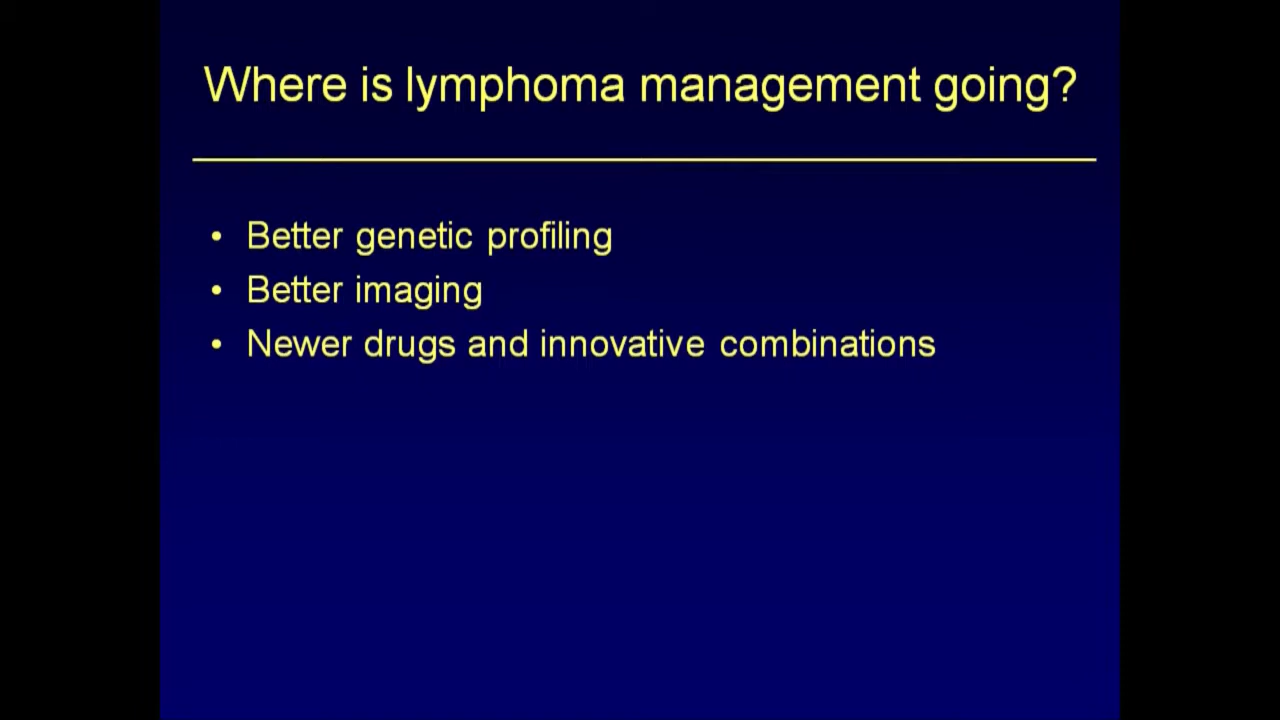 Where is lymphoma management going?
• Better genetic profiling
• Better imaging
• Newer drugs and innovative combinations